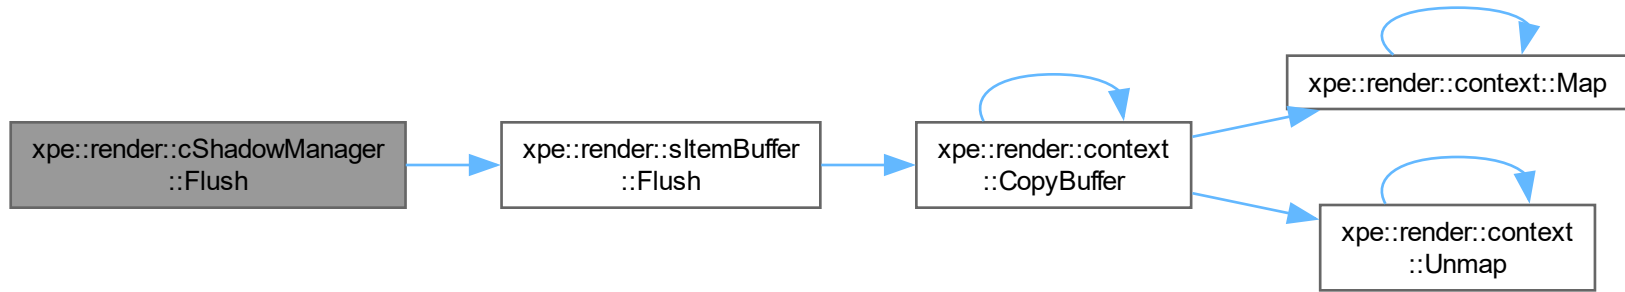 xpe::render::cShadowManager
::Flush
xpe::render::sItemBuffer
::Flush
xpe::render::context
::CopyBuffer
xpe::render::context::Map
xpe::render::context
::Unmap